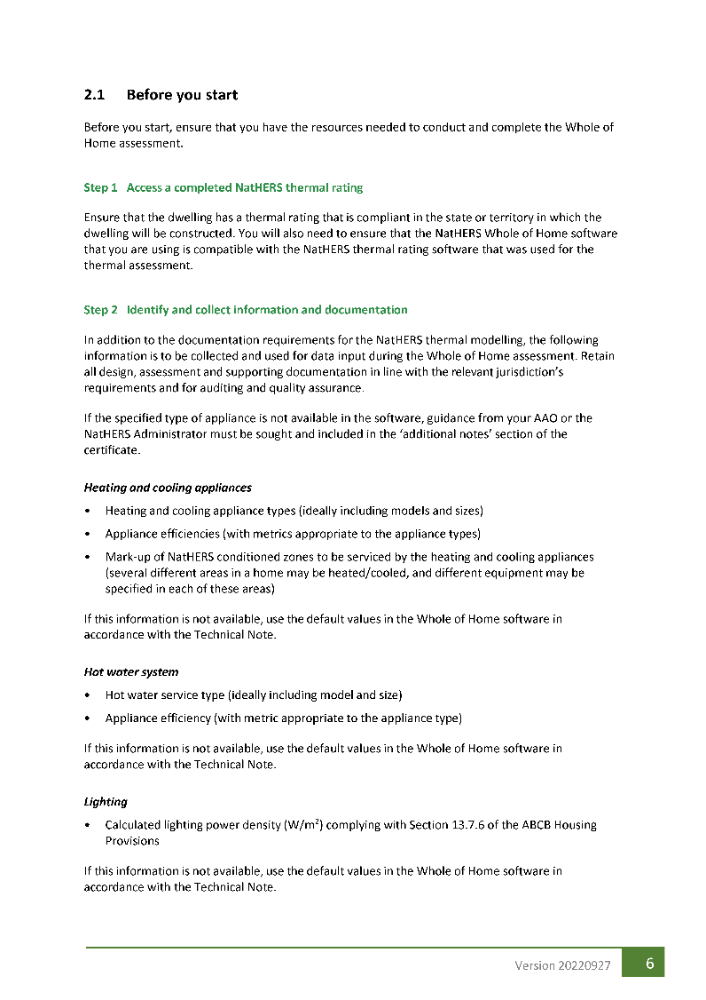 2.1 Before you start
Before you start, ensure that you have the resources needed to conduct and complete the Whole of
Home assessment.
Step 1 Access a completed NatHERS thermal rating
Ensure that the dwelling has a thermal rating that is compliant in the state or territory in which the
dwelling will be constructed. You will also need to ensure that the NatHERS Whole of Home software
that you are using is compatible with the NatHERS thermal rating software that was used for the
thermal assessment.
Step 2 Identify and collect information and documentation
In addition to the documentation requirements for the NatHERS thermal modelling, the following
information is to be collected and used for data input during the Whole of Home assessment. Retain
all design, assessment and supporting documentation in line with the relevant jurisdiction's
requirements and for auditing and quality assurance.
If the specified type of appliance is not available in the software, guidance from your AAO or the
NatHERS Administrator must be sought and included in the 'additional notes' section of the
certificate.
Heating and cooling appliances
• Heating and cooling appliance types (ideally including models and sizes)
• Appliance efficiencies (with metrics appropriate to the appliance types)
• Mark-up of NatHERS conditioned zones to be serviced by the heating and cooling appliances
(several different areas in a home may be heated/cooled, and different equipment may be
specified in each of these areas)
If this information is not available, use the default values in the Whole of Home software in
accordance with the Technical Note.
Hot water system
• Hot water service type (ideally including model and size)
• Appliance efficiency (with metric appropriate to the appliance type)
If this information is not available, use the default values in the Whole of Home software in
accordance with the Technical Note.
Lighting
• Calculated lighting power density (W/m²) complying with Section 13.7.6 of the ABCB Housing
Provisions
If this information is not available, use the default values in the Whole of Home software in
accordance with the Technical Note.
Version 20220927 6